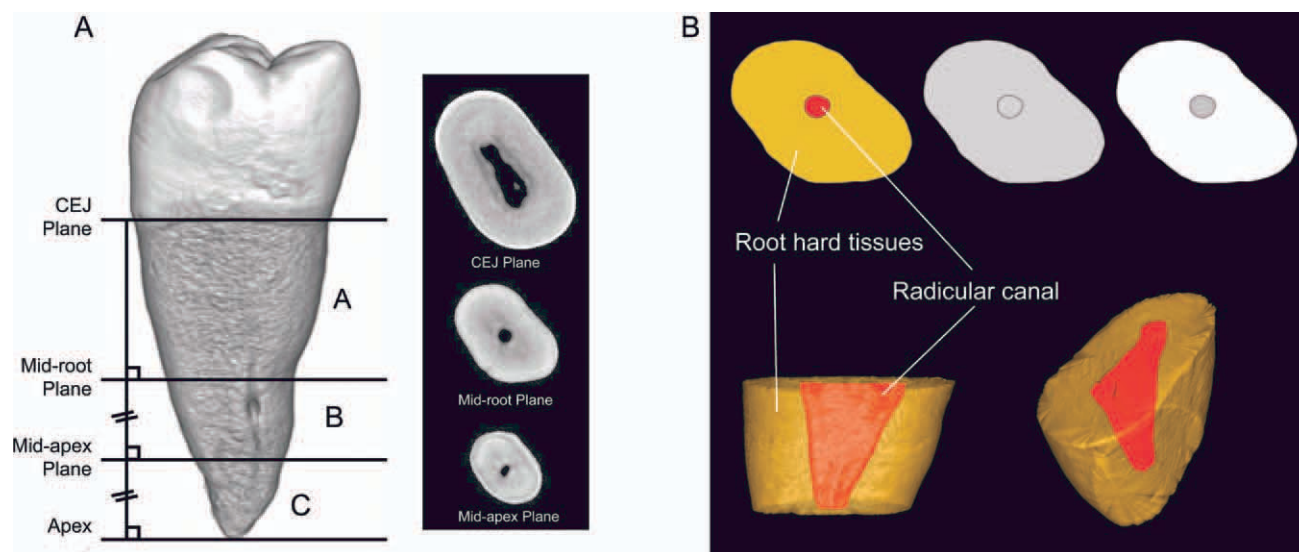 A
CEJ
Plane
Mid-root
Plane
Mid-apex
Plane
Apex
A
B
C
CEJ Plane
Mid-root Plane
Mid-apex Plane
B
Root hard tissues
Radicular canal